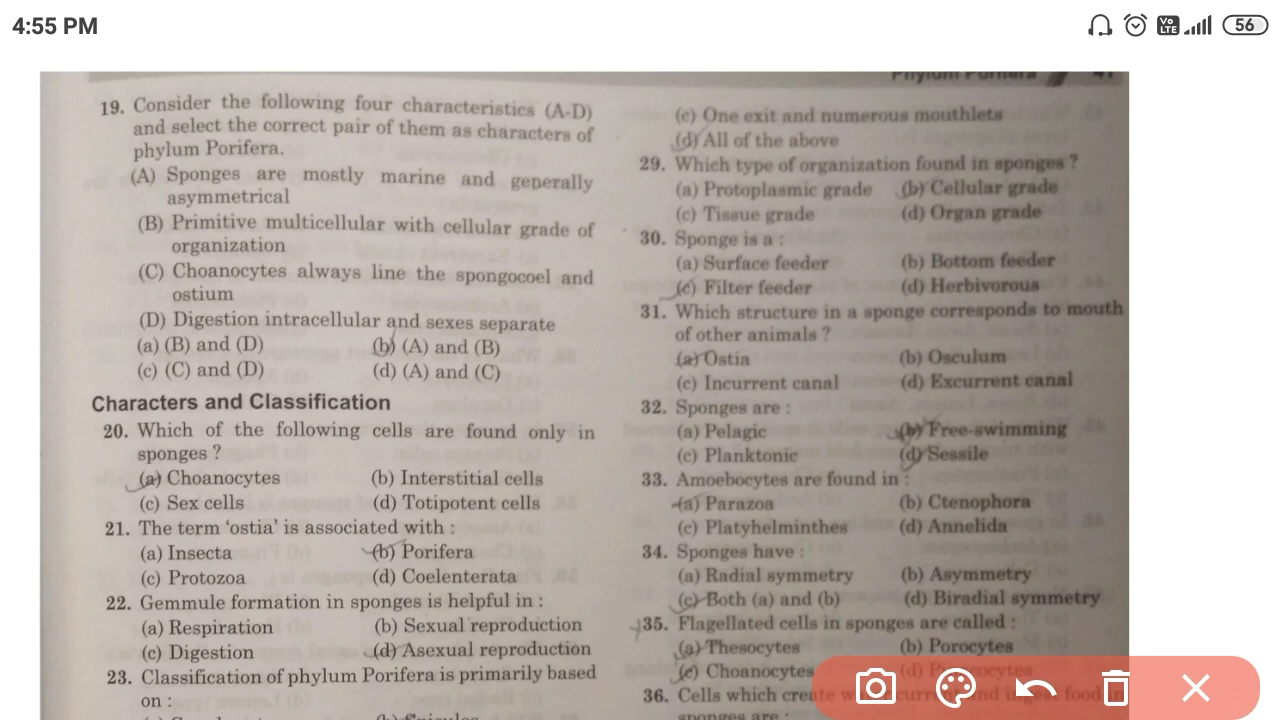 4:55 PM
Vo
LTE
56
Phylum Porifera
41
19. Consider the following four characteristics (A-D)
and select the correct pair of them as characters of
phylum Porifera.
(A) Sponges are mostly marine and generally
asymmetrical
(B) Primitive multicellular with cellular grade of
organization
(C) Choanocytes always line the spongocoel and
ostium
(D) Digestion intracellular and sexes separate
(a) (B) and (D) (b) (A) and (B)
(c) (C) and (D) (d) (A) and (C)
Characters and Classification
20. Which of the following cells are found only in
sponges ?
(a) Choanocytes (b) Interstitial cells
(c) Sex cells (d) Totipotent cells
21. The term 'ostia' is associated with :
(a) Insecta (b) Porifera
(c) Protozoa (d) Coelenterata
22. Gemmule formation in sponges is helpful in :
(a) Respiration (b) Sexual reproduction
(c) Digestion (d) Asexual reproduction
23. Classification of phylum Porifera is primarily based
on :
(b) Spicules
(c) One exit and numerous mouthlets
(d) All of the above
29. Which type of organization found in sponges ?
(a) Protoplasmic grade (b) Cellular grade
(c) Tissue grade (d) Organ grade
30. Sponge is a :
(a) Surface feeder (b) Bottom feeder
(c) Filter feeder (d) Herbivorous
31. Which structure in a sponge corresponds to mouth
of other animals ?
(a) Ostia (b) Osculum
(c) Incurrent canal (d) Excurrent canal
32. Sponges are :
(a) Pelagic (b) Free-swimming
(c) Planktonic (d) Sessile
33. Amoebocytes are found in :
(a) Parazoa (b) Ctenophora
(c) Platyhelminthes (d) Annelida
34. Sponges have :
(a) Radial symmetry (b) Asymmetry
(c) Both (a) and (b) (d) Biradial symmetry
35. Flagellated cells in sponges are called :
(a) Thesocytes (b) Porocytes
(c) Choanocytes (d)
36. Cells which create water current and ingest food in
sponges are :